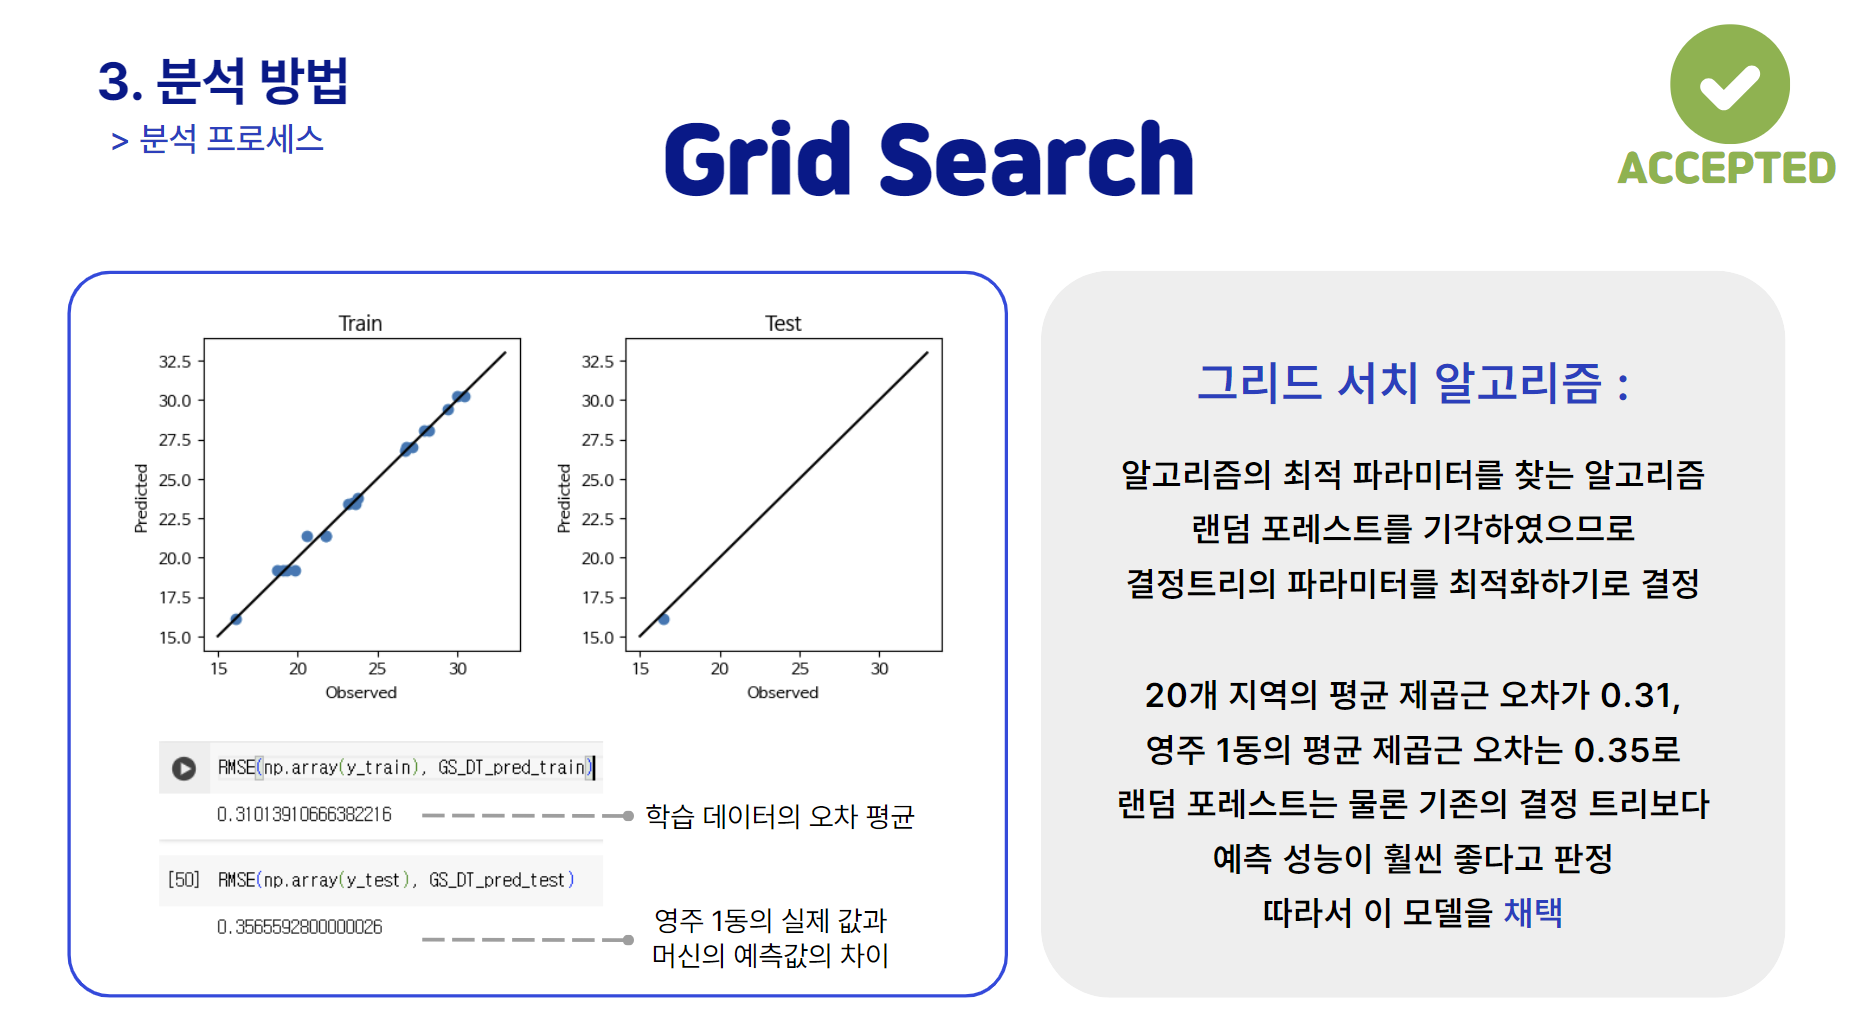 3. 분석 방법
> 분석 프로세스
Grid Search
ACCEPTED
Train
32.5
30.0
27.5
25.0
22.5
20.0
17.5
15.0
Predicted
15 20 25 30
Observed
Test
32.5
30.0
27.5
25.0
22.5
20.0
17.5
15.0
Predicted
15 20 25 30
Observed
RMSE(np.array(y_train), GS_DT_pred_train)
0.31013910666382216
학습 데이터의 오차 평균
[50] RMSE(np.array(y_test), GS_DT_pred_test)
0.3565592800000026
영주 1동의 실제 값과
머신의 예측값의 차이
그리드 서치 알고리즘 :
알고리즘의 최적 파라미터를 찾는 알고리즘
랜덤 포레스트를 기각하였으므로
결정트리의 파라미터를 최적화하기로 결정
20개 지역의 평균 제곱근 오차가 0.31,
영주 1동의 평균 제곱근 오차는 0.35로
랜덤 포레스트는 물론 기존의 결정 트리보다
예측 성능이 훨씬 좋다고 판정
따라서 이 모델을 채택